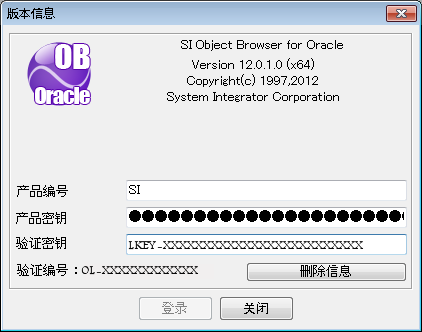 版本信息
OB
Oracle
SI Object Browser for Oracle
Version 12.0.1.0 (x64)
Copyright(c) 1997,2012
System Integrator Corporation
产品编号 SI
产品密钥 ●●●●●●●●●●●●●●●●●●●●●
验证密钥 LKEY-XXXXXXXXXXXXXXXXXXXXXXXXX
验证编号：OL-XXXXXXXXXXXX
删除信息
登录 关闭